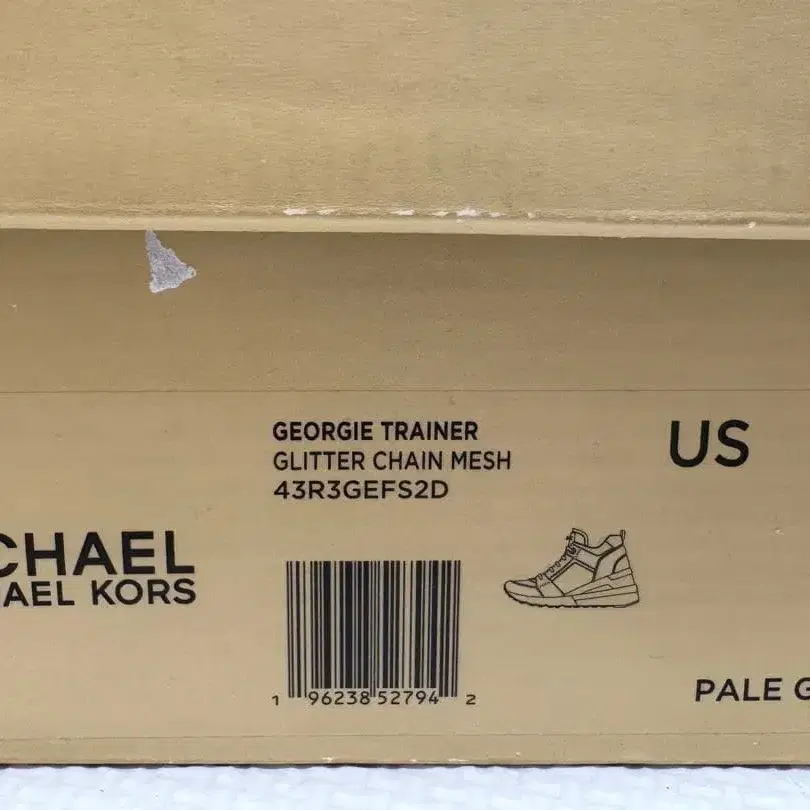 GEORGIE TRAINER
GLITTER CHAIN MESH
43R3GEFS2D
US
CHAEL
AEL KORS
1 96238 52794 2
PALE G